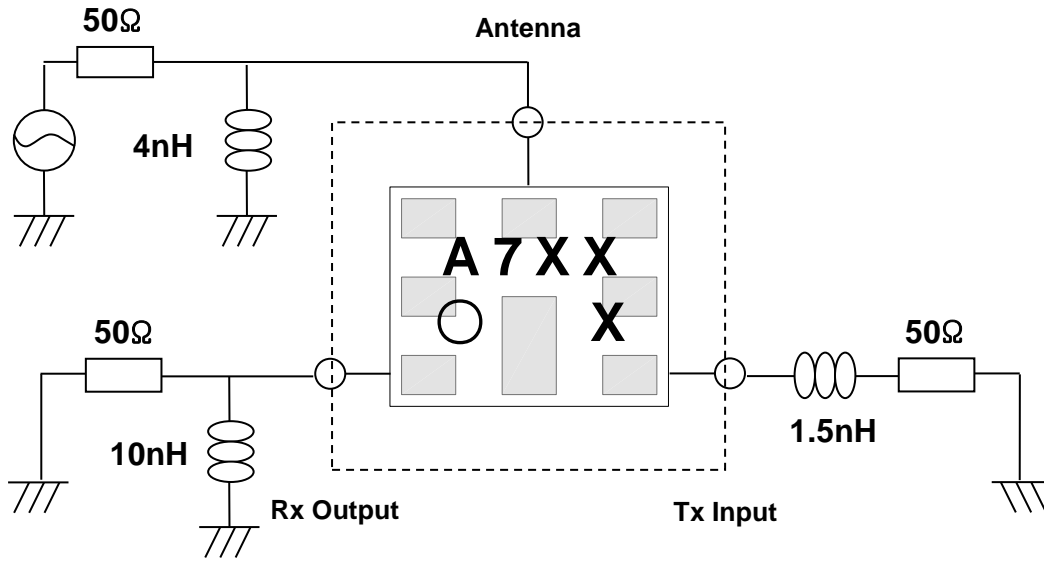 50Ω
Antenna
4nH
A 7 X X
X
50Ω
50Ω
10nH
1.5nH
Rx Output
Tx Input